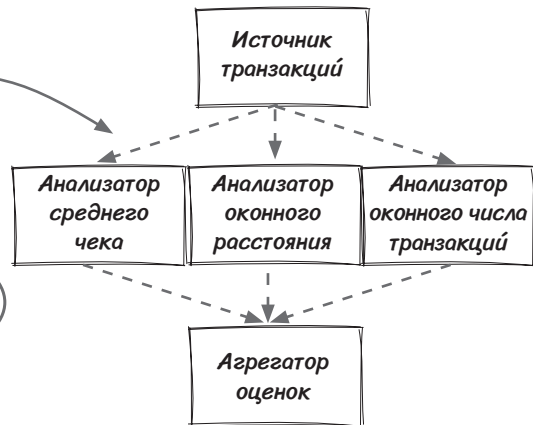 Источник
транзакций
Анализатор
среднего
чека
Анализатор
оконного
расстояния
Анализатор
оконного числа
транзакций
Агрегатор
оценок